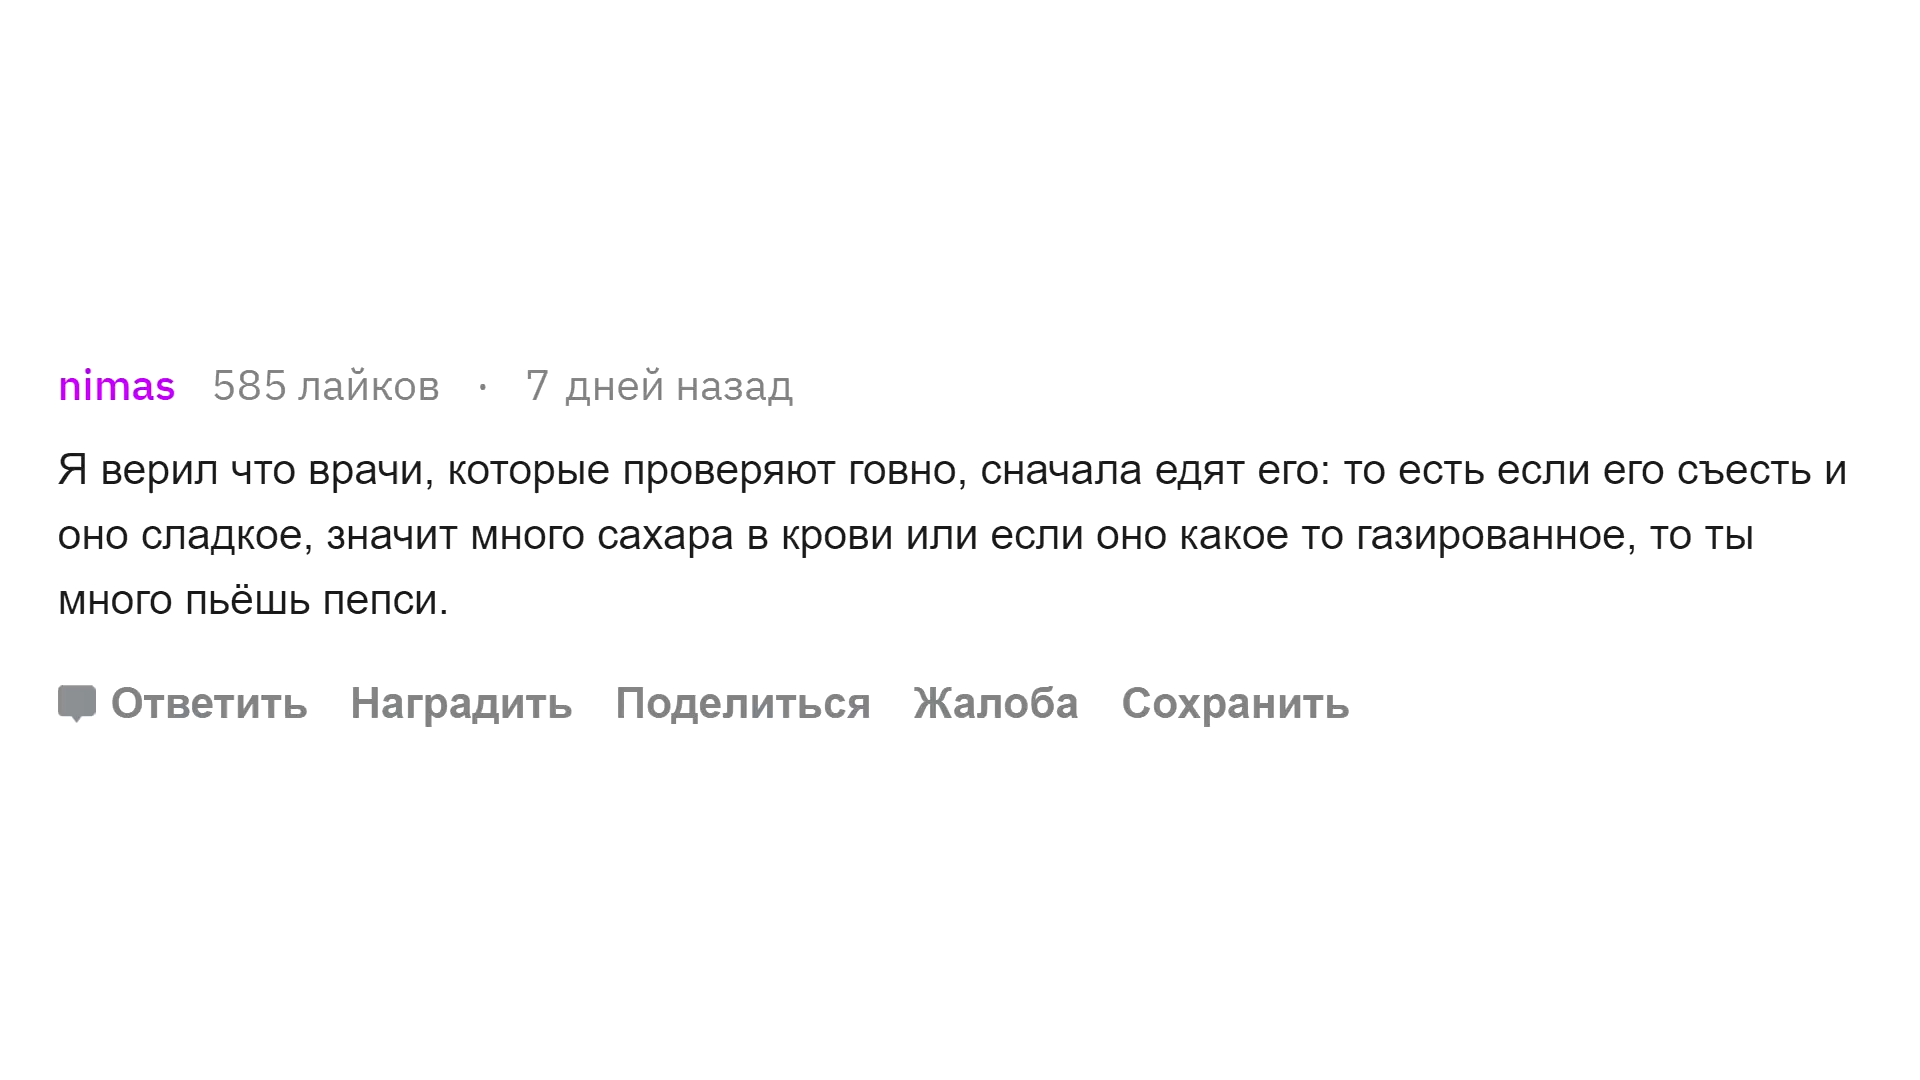 nimas 585 лайков · 7 дней назад
Я верил что врачи, которые проверяют говно, сначала едят его: то есть если его съесть и
оно сладкое, значит много сахара в крови или если оно какое то газированное, то ты
много пьёшь пепси.
Ответить Наградить Поделиться Жалоба Сохранить